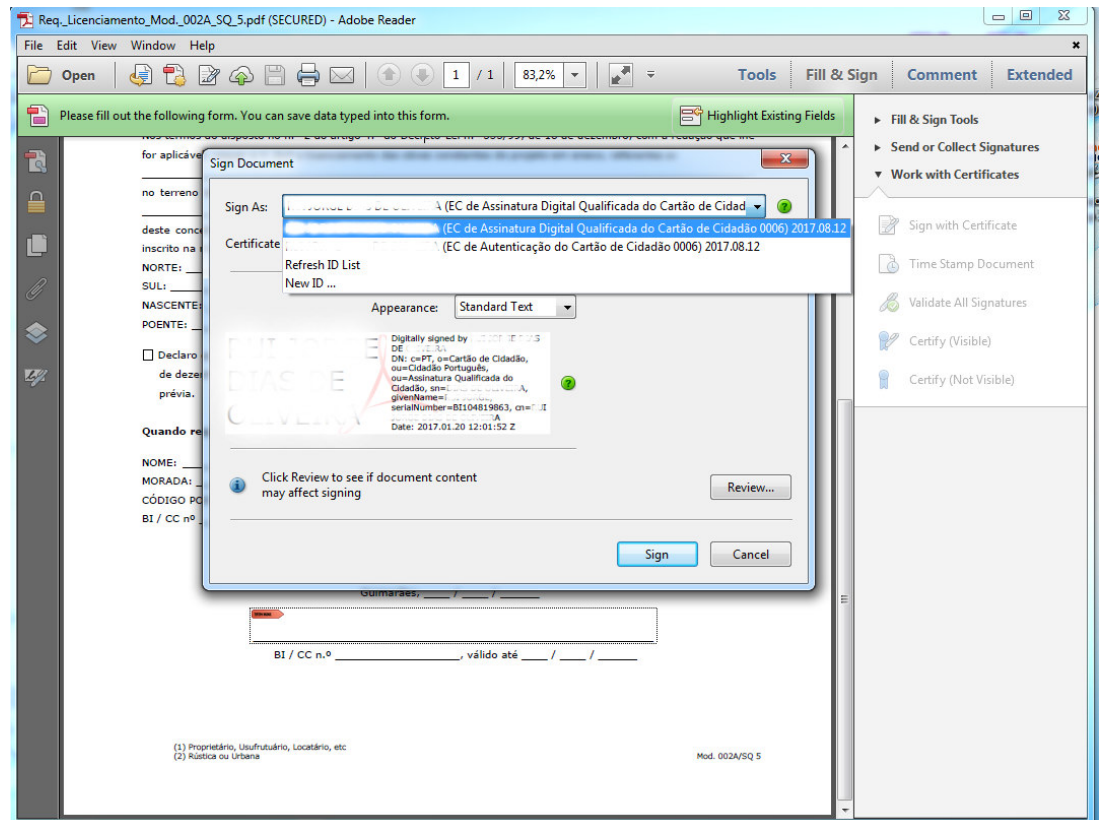 Req._Licenciamento_Mod._002A_SQ_5.pdf (SECURED) - Adobe Reader
File Edit View Window Help
Open 1 / 1 83,2% Tools Fill & Sign Comment Extended
Please fill out the following form. You can save data typed into this form. Highlight Existing Fields
Fill & Sign Tools
Send or Collect Signatures
Work with Certificates
Sign with Certificate
Time Stamp Document
Validate All Signatures
Certify (Visible)
Certify (Not Visible)
for aplicáve
no terreno
deste conce
inscrito na
NORTE:
SUL:
NASCENTE:
POENTE:
Declaro
de deze
prévia.
Quando re
NOME:
MORADA:
CÓDIGO PO
BI / CC nº
Sign Document
Sign As: (EC de Assinatura Digital Qualificada do Cartão de Cidad
(EC de Assinatura Digital Qualificada do Cartão de Cidadão 0006) 2017.08.12
Certificate (EC de Autenticação do Cartão de Cidadão 0006) 2017.08.12
Refresh ID List
New ID ...
Appearance: Standard Text
Digitally signed by
DE
DN: c=PT, o=Cartão de Cidadão,
ou=Cidadão Português,
ou=Assinatura Qualificada do
Cidadão, sn=
givenName=
serialNumber=BI104819863, cn=
Date: 2017.01.20 12:01:52 Z
Click Review to see if document content
may affect signing
Review...
Sign Cancel
Guimarães, ____ / ____ / ______
BI / CC n.º ____________________, válido até ____ / ____ / ______
(1) Proprietário, Usufrutuário, Locatário, etc
(2) Rústica ou Urbana
Mod. 002A/SQ 5